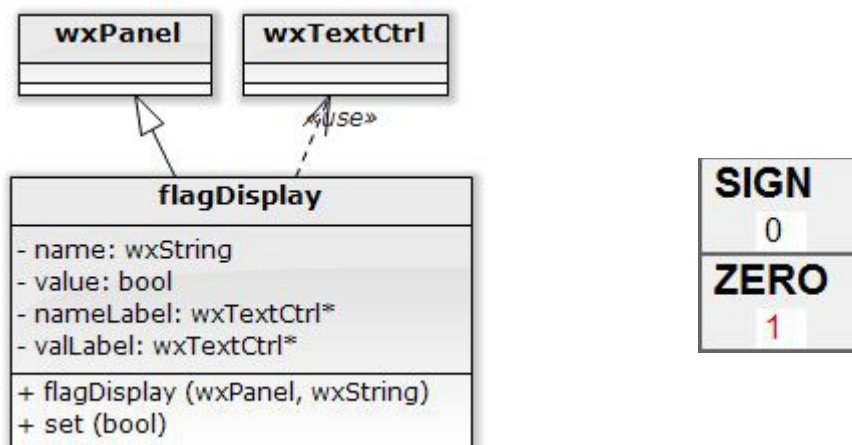 wxPanel
wxTextCtrl
«use»
flagDisplay
- name: wxString
- value: bool
- nameLabel: wxTextCtrl*
- valLabel: wxTextCtrl*
+ flagDisplay (wxPanel, wxString)
+ set (bool)
SIGN
0
ZERO
1